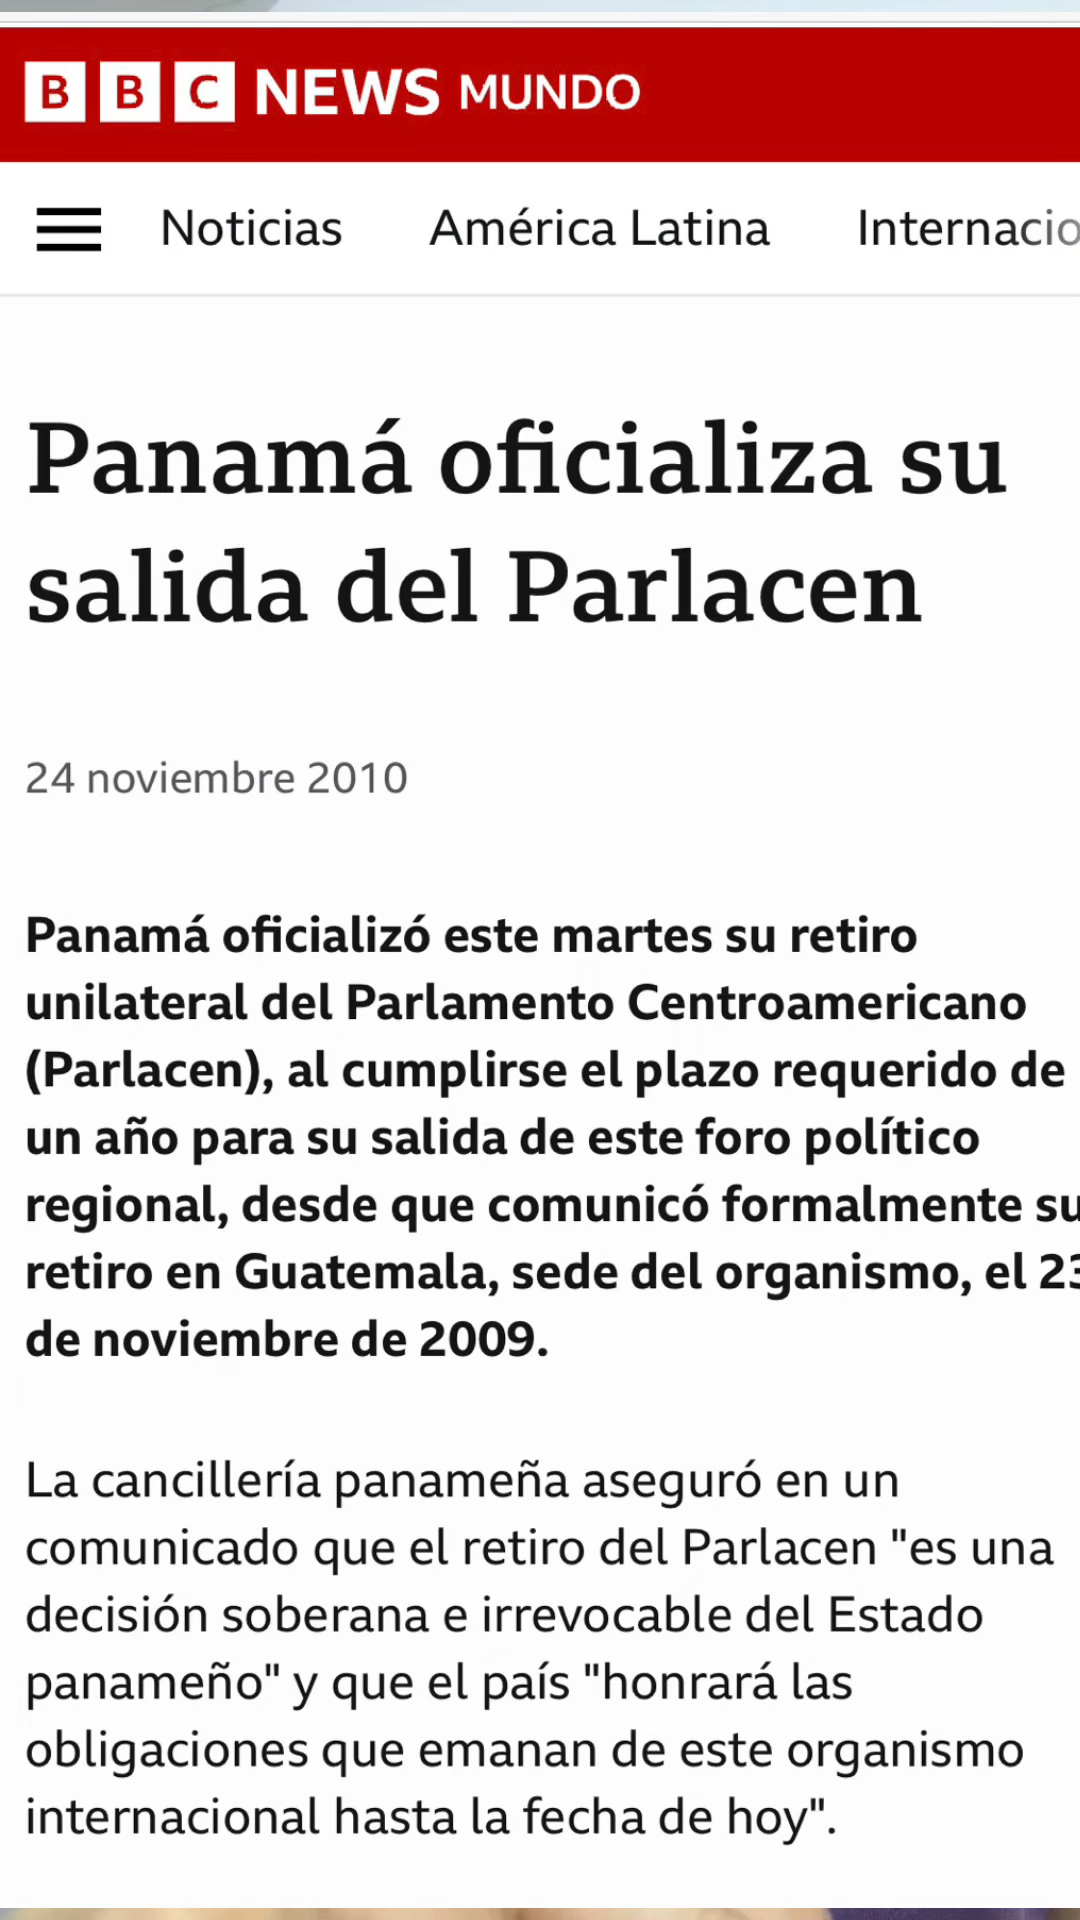 BBC NEWS MUNDO
Noticias América Latina Internacio
Panamá oficializa su
salida del Parlacen
24 noviembre 2010
Panamá oficializó este martes su retiro
unilateral del Parlamento Centroamericano
(Parlacen), al cumplirse el plazo requerido de
un año para su salida de este foro político
regional, desde que comunicó formalmente su
retiro en Guatemala, sede del organismo, el 23
de noviembre de 2009.
La cancillería panameña aseguró en un
comunicado que el retiro del Parlacen "es una
decisión soberana e irrevocable del Estado
panameño" y que el país "honrará las
obligaciones que emanan de este organismo
internacional hasta la fecha de hoy".